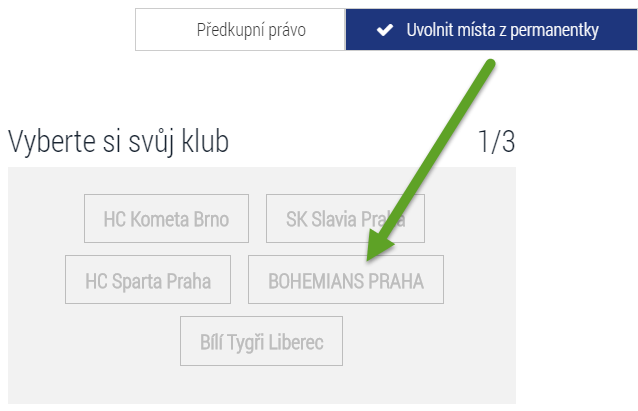 Předkupní právo
Uvolnit místa z permanentky
Vyberte si svůj klub
1/3
HC Kometa Brno
SK Slavia Praha
HC Sparta Praha
BOHEMIANS PRAHA
Bílí Tygři Liberec